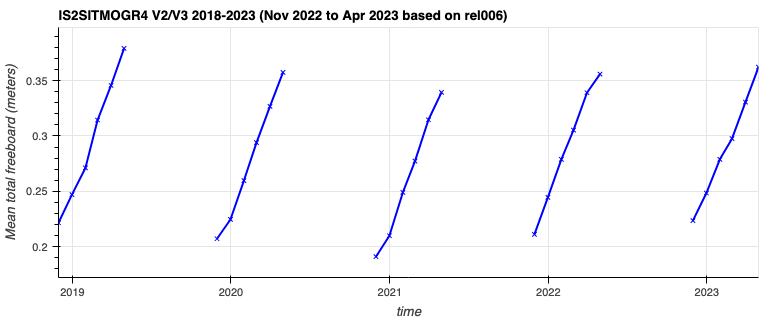 IS2SITMOGR4 V2/V3 2018-2023 (Nov 2022 to Apr 2023 based on rel006)
Mean total freeboard (meters)
0.35
0.3
0.25
0.2
2019 2020 2021 2022 2023
time